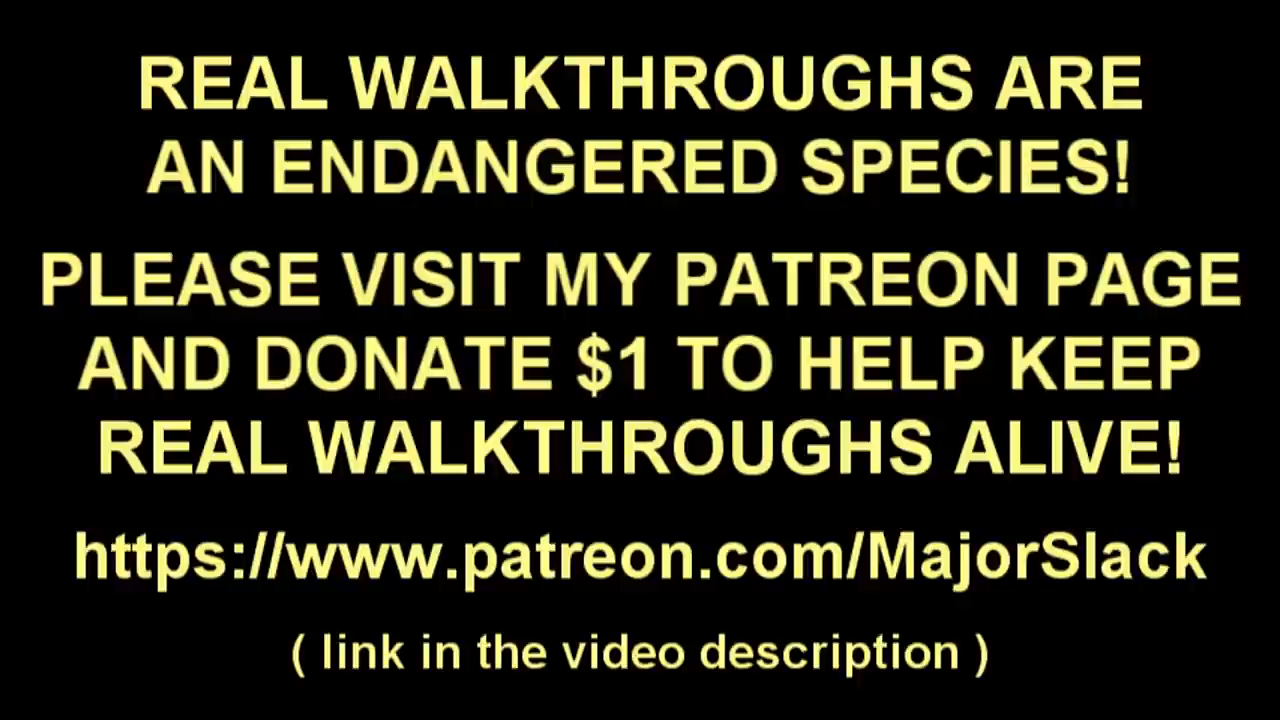 REAL WALKTHROUGHS ARE
AN ENDANGERED SPECIES!
PLEASE VISIT MY PATREON PAGE
AND DONATE $1 TO HELP KEEP
REAL WALKTHROUGHS ALIVE!
https://www.patreon.com/MajorSlack
( link in the video description )